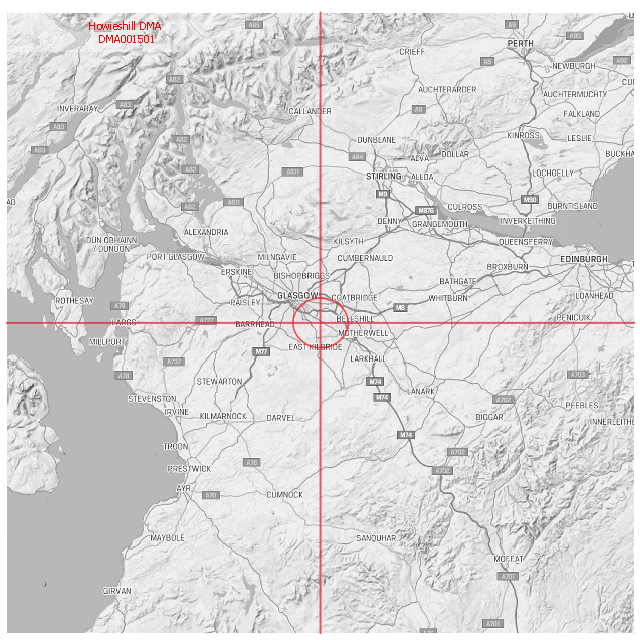 Howieshill DMA
DMA001501
A85
A9
PERTH
A90
CRIEFF
A9
A92
NEWBURGH
A82
AUCHTERARDER
AUCHTERMUCHTY
INVERARAY
A83
CALLANDER
A9
FALKLAND
A83
KINROSS
LESLIE
A82
DUNBLANE
A83
A84
ALVA
DOLLAR
A82
A811
STIRLING
ALLOA
LOCHGELLY
M9
M90
A82
A811
M876
CULROSS
BURNTISLAND
DENNY
GRANGEMOUTH
INVERKEITHING
ALEXANDRIA
DUN OBHAINN
/ DUNOON
KILSYTH
QUEENSFERRY
PORT GLASGOW
MILNGAVIE
CUMBERNAULD
EDINBURGH
ERSKINE
BISHOPBRIGGS
BROXBURN
BATHGATE
ROTHESAY
PAISLEY
GLASGOW
COATBRIDGE
WHITBURN
LOANHEAD
A78
M8
LARGS
A737
BARRHEAD
BELLSHILL
PENICUIK
MOTHERWELL
MILLPORT
M77
EAST KILBRIDE
A737
LARKHALL
A78
STEWARTON
M74
A703
STEVENSTON
M74
LANARK
A702
PEEBLES
IRVINE
KILMARNOCK
DARVEL
BIGGAR
INNERLEITHE
M74
TROON
A702
PRESTWICK
A76
A702
AYR
A70
CUMNOCK
MAYBOLE
SANQUHAR
MOFFAT
A701
GIRVAN
A701